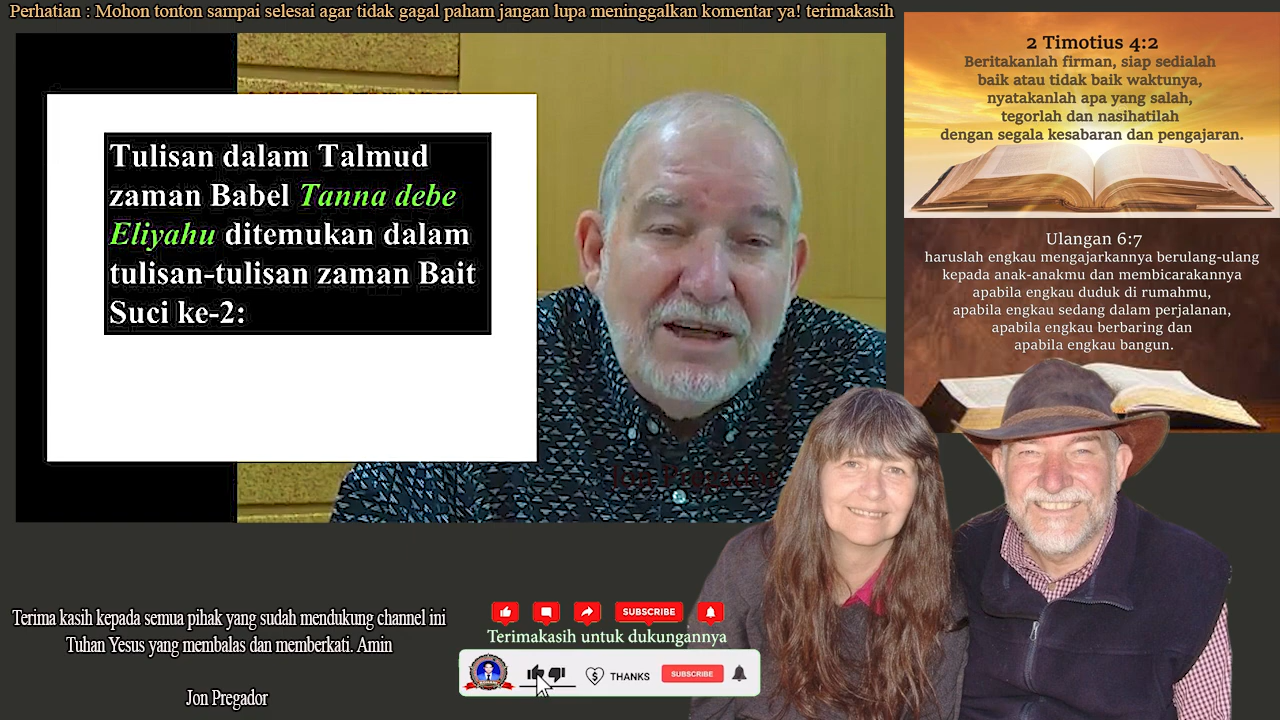 Perhatian : Mohon tonton sampai selesai agar tidak gagal paham jangan lupa meninggalkan komentar ya! terimakasih
Tulisan dalam Talmud
zaman Babel Tanna debe
Eliyahu ditemukan dalam
tulisan-tulisan zaman Bait
Suci ke-2:
Jon Pregador
2 Timotius 4:2
Beritakanlah firman, siap sedialah
baik atau tidak baik waktunya,
nyatakanlah apa yang salah,
tegorlah dan nasihatilah
dengan segala kesabaran dan pengajaran.
Ulangan 6:7
haruslah engkau mengajarkannya berulang-ulang
kepada anak-anakmu dan membicarakannya
apabila engkau duduk di rumahmu,
apabila engkau sedang dalam perjalanan,
apabila engkau berbaring dan
apabila engkau bangun.
Terima kasih kepada semua pihak yang sudah mendukung channel ini
Tuhan Yesus yang membalas dan memberkati. Amin
Jon Pregador
SUBSCRIBE
Terimakasih untuk dukungannya
THANKS
SUBSCRIBE